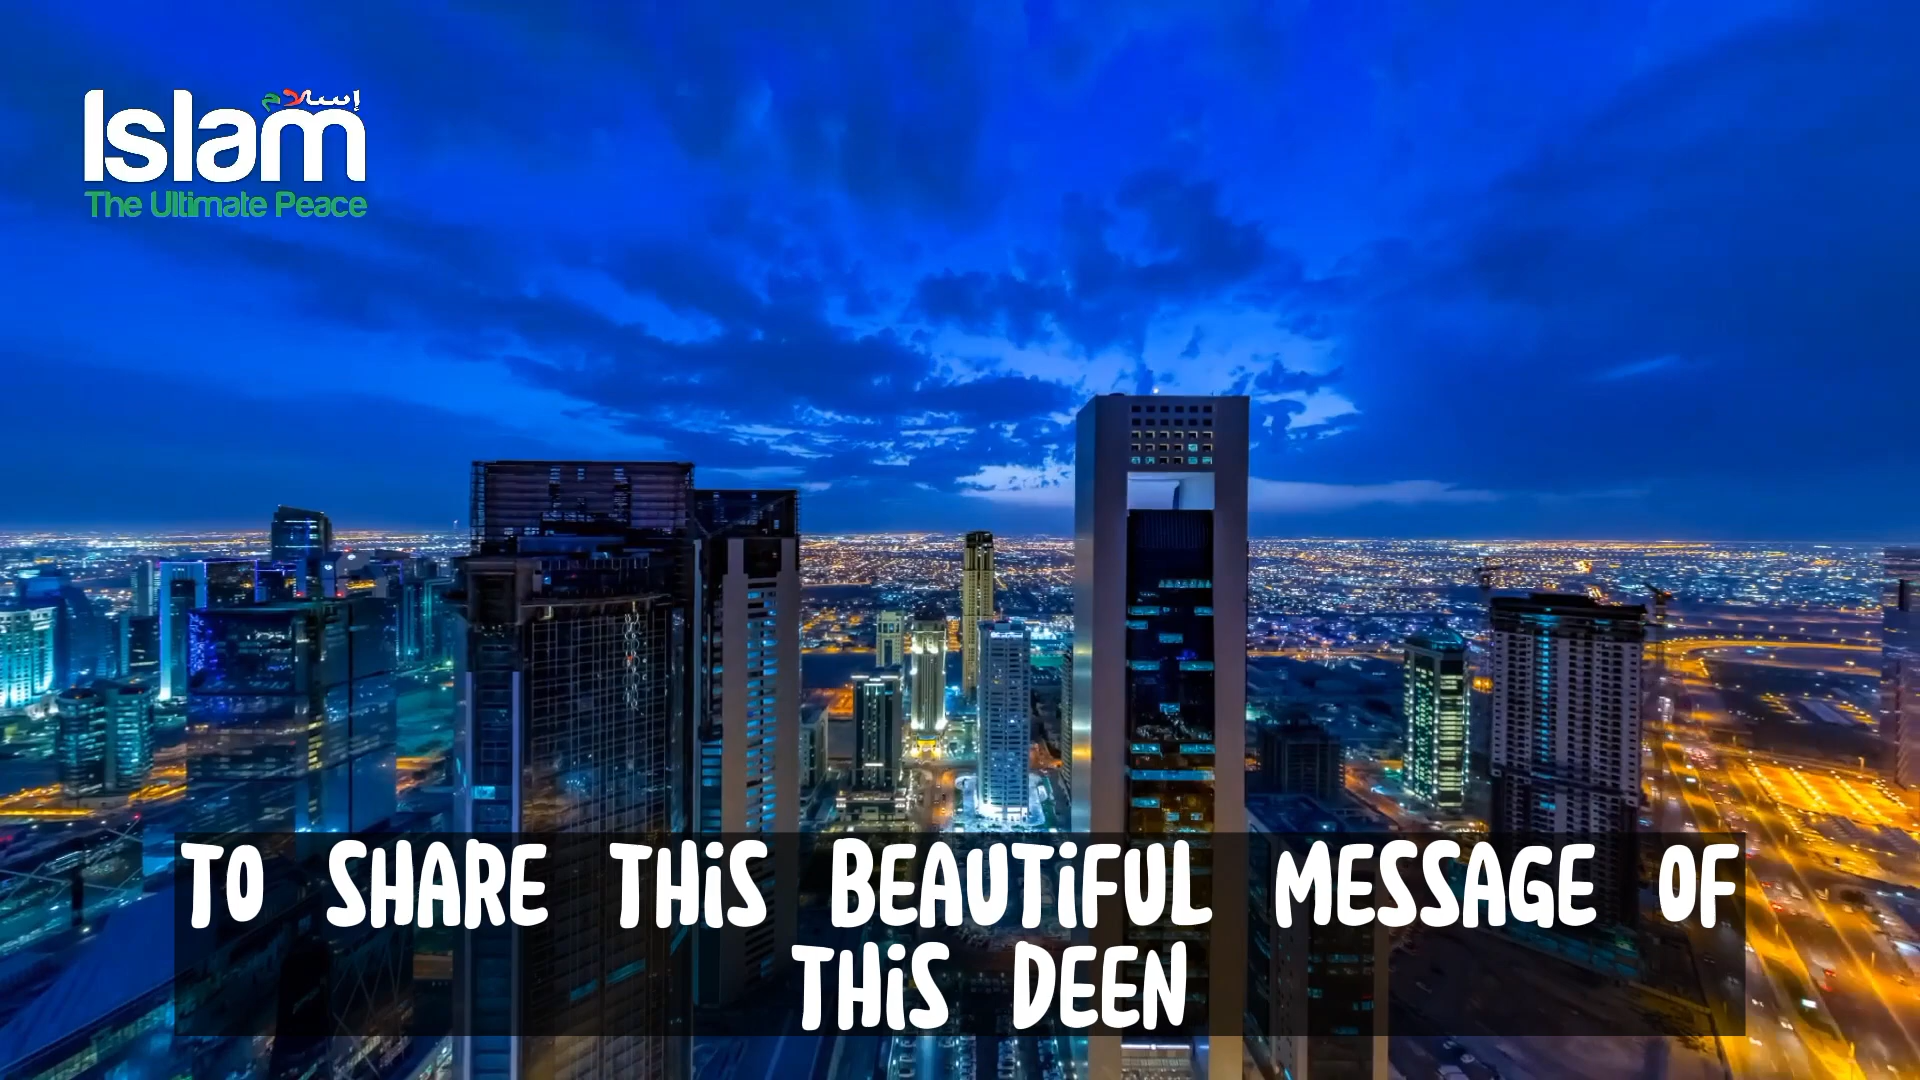 إسلام
Islam
The Ultimate Peace
TO SHARE THiS BEAUTiFUL MESSAGE OF
THiS DEEN